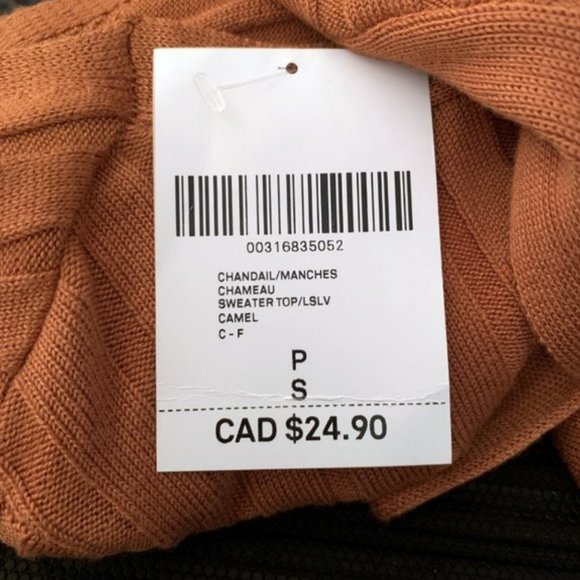 00316835052
CHANDAIL/MANCHES
CHAMEAU
SWEATER TOP/LSLV
CAMEL
C - F
P
S
CAD $24.90